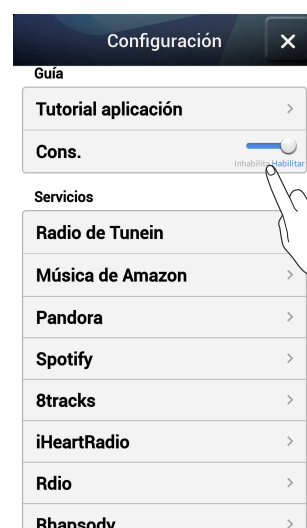 Configuración
Guía
Tutorial aplicación
Cons.
Inhabilita Habilitar
Servicios
Radio de Tunein
Música de Amazon
Pandora
Spotify
8tracks
iHeartRadio
Rdio
Rhapsody